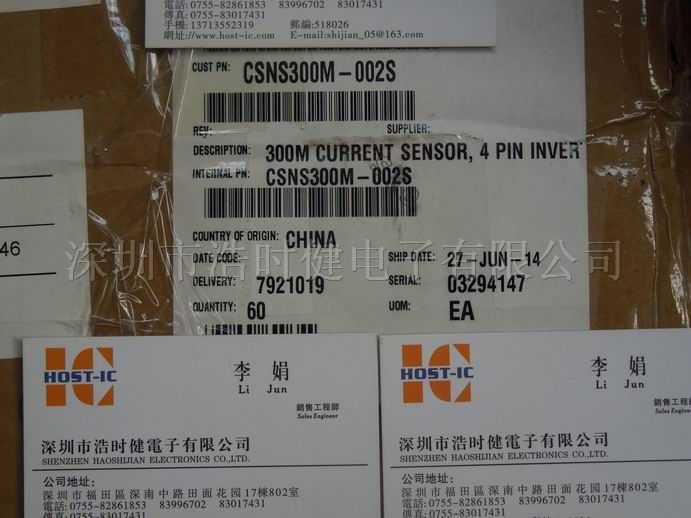 電話:0755-82861853 83996702 83017431
傳真:0755-83017431
手機:13713552319 郵編:518026
網址://www.host-ic.com E-mail:shijian_05@163.com
CUST PN: CSNS300M-002S
REV: SUPPLIER:
DESCRIPTION: 300M CURRENT SENSOR, 4 PIN INVERT
INTERNAL PN: CSNS300M-002S
COUNTRY OF ORIGIN: CHINA
46
深圳市浩时健电子有限公司
DATE CODE: SHIP DATE: 27-JUN-14
DELIVERY: 7921019 SERIAL: 03294147
QUANTITY: 60 UOM: EA
HOST-IC
李 娟
Li Jun
銷售工程師
Sales Engineer
深圳市浩时健電子有限公司
SHENZHEN HAOSHIJIAN ELECTRONICS CO.,LTD.
公司地址:
深圳市福田區深南中路田面花园17棟802室
電話:0755-82861853 83996702 83017431
傳真:0755-83017431
HOST-IC
李 娟
Li Jun
銷售工程師
Sales Engineer
深圳市浩时健電子有限公司
SHENZHEN HAOSHIJIAN ELECTRONICS CO.,LTD.
公司地址:
深圳市福田區深南中路田面花园17棟802室
電話:0755-82861853 83996702 83017431
傳真:0755-83017431